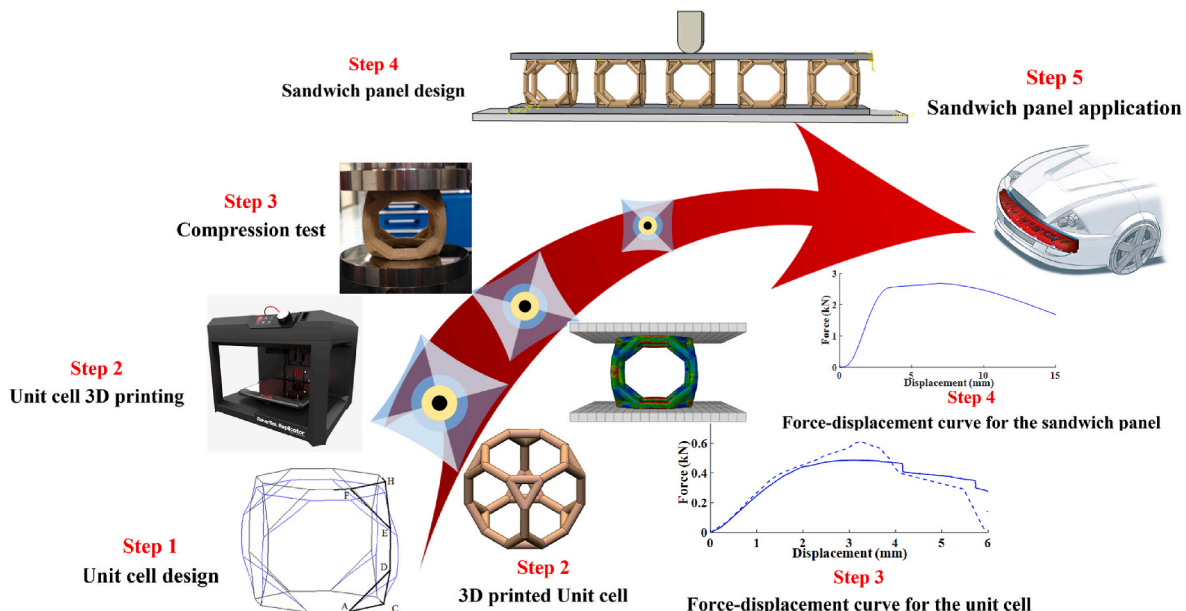 Step 4
Sandwich panel design
Step 5
Sandwich panel application
Step 3
Compression test
Step 2
Unit cell 3D printing
MakerBot Replicator
Force (kN)
3
2
1
0
0
5
10
15
Displacement (mm)
Step 4
Force-displacement curve for the sandwich panel
Force (kN)
0.6
0.4
0.2
0
0
1
2
3
4
5
6
Displacement (mm)
Step 3
Force-displacement curve for the unit cell
H
F
E
D
A
C
Step 1
Unit cell design
Step 2
3D printed Unit cell